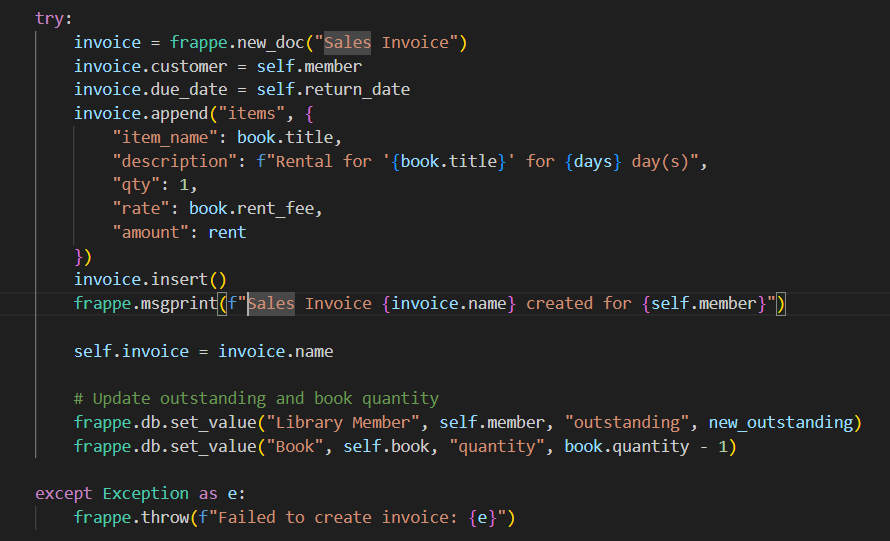 try:
    invoice = frappe.new_doc("Sales Invoice")
    invoice.customer = self.member
    invoice.due_date = self.return_date
    invoice.append("items", {
        "item_name": book.title,
        "description": f"Rental for '{book.title}' for {days} day(s)",
        "qty": 1,
        "rate": book.rent_fee,
        "amount": rent
    })
    invoice.insert()
    frappe.msgprint(f"Sales Invoice {invoice.name} created for {self.member}")

    self.invoice = invoice.name

    # Update outstanding and book quantity
    frappe.db.set_value("Library Member", self.member, "outstanding", new_outstanding)
    frappe.db.set_value("Book", self.book, "quantity", book.quantity - 1)

except Exception as e:
    frappe.throw(f"Failed to create invoice: {e}")